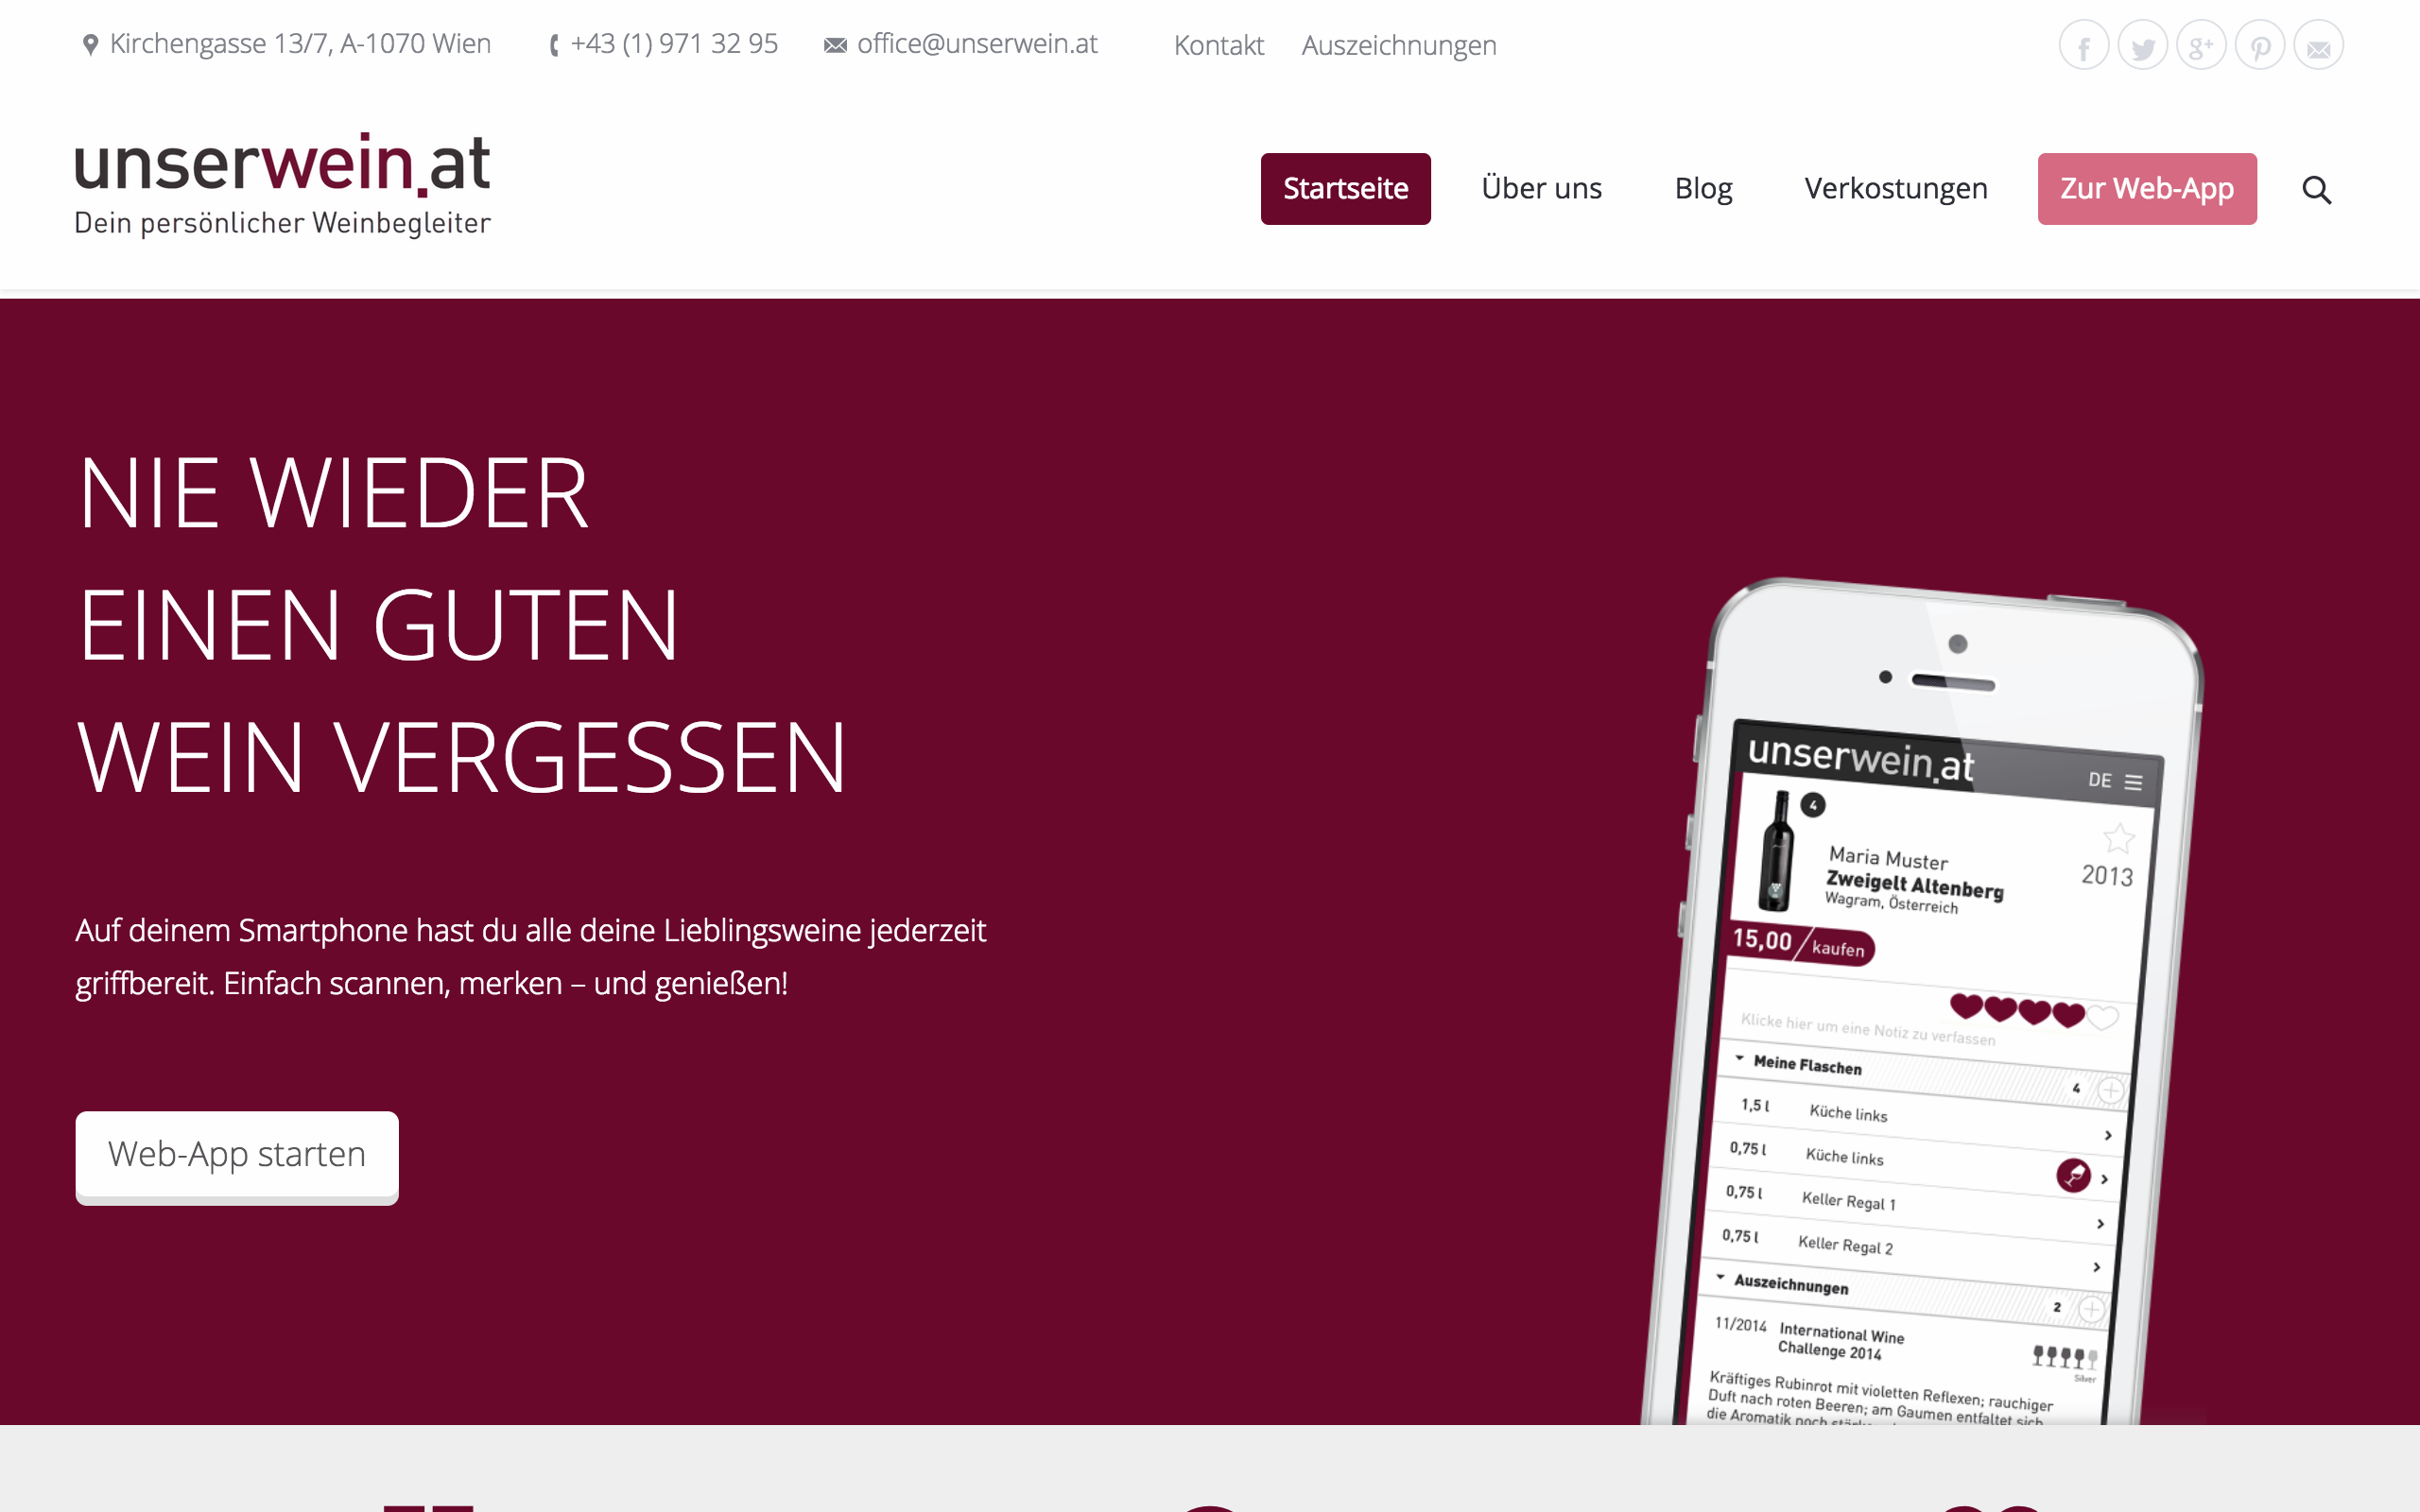 Kirchengasse 13/7, A-1070 Wien +43 (1) 971 32 95 office@unserwein.at Kontakt Auszeichnungen
unserwein.at
Dein persönlicher Weinbegleiter
Startseite Über uns Blog Verkostungen Zur Web-App
NIE WIEDER
EINEN GUTEN
WEIN VERGESSEN
Auf deinem Smartphone hast du alle deine Lieblingsweine jederzeit
griffbereit. Einfach scannen, merken – und genießen!
Web-App starten
unserwein.at DE
4
Maria Muster
Zweigelt Altenberg 2013
Wagram, Österreich
15,00 / kaufen
Klicke hier um eine Notiz zu verfassen
Meine Flaschen 4
1,5 l Küche links
0,75 l Küche links
0,75 l Keller Regal 1
0,75 l Keller Regal 2
Auszeichnungen 2
11/2014 International Wine
Challenge 2014
Silver
Kräftiges Rubinrot mit violetten Reflexen; rauchiger
Duft nach roten Beeren; am Gaumen entfaltet sich
die Aromatik noch